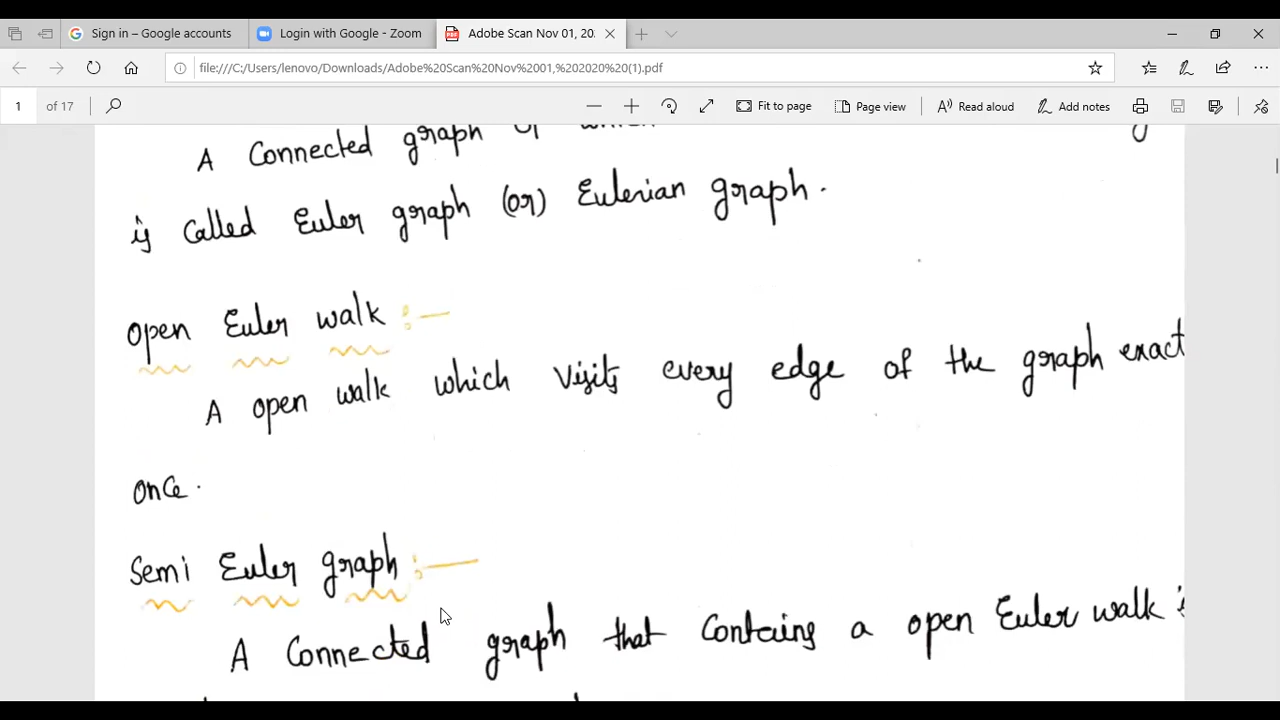 Sign in – Google accounts
Login with Google - Zoom
Adobe Scan Nov 01, 202
file:///C:/Users/lenovo/Downloads/Adobe%20Scan%20Nov%2001,%202020%20(1).pdf
1 of 17
Fit to page
Page view
Read aloud
Add notes
A Connected graph of which
is called Euler graph (or) Eulerian graph.
Open Euler walk :—
A open walk which visits every edge of the graph exact
once.
Semi Euler graph :—
A Connected graph that contains a open Euler walk i